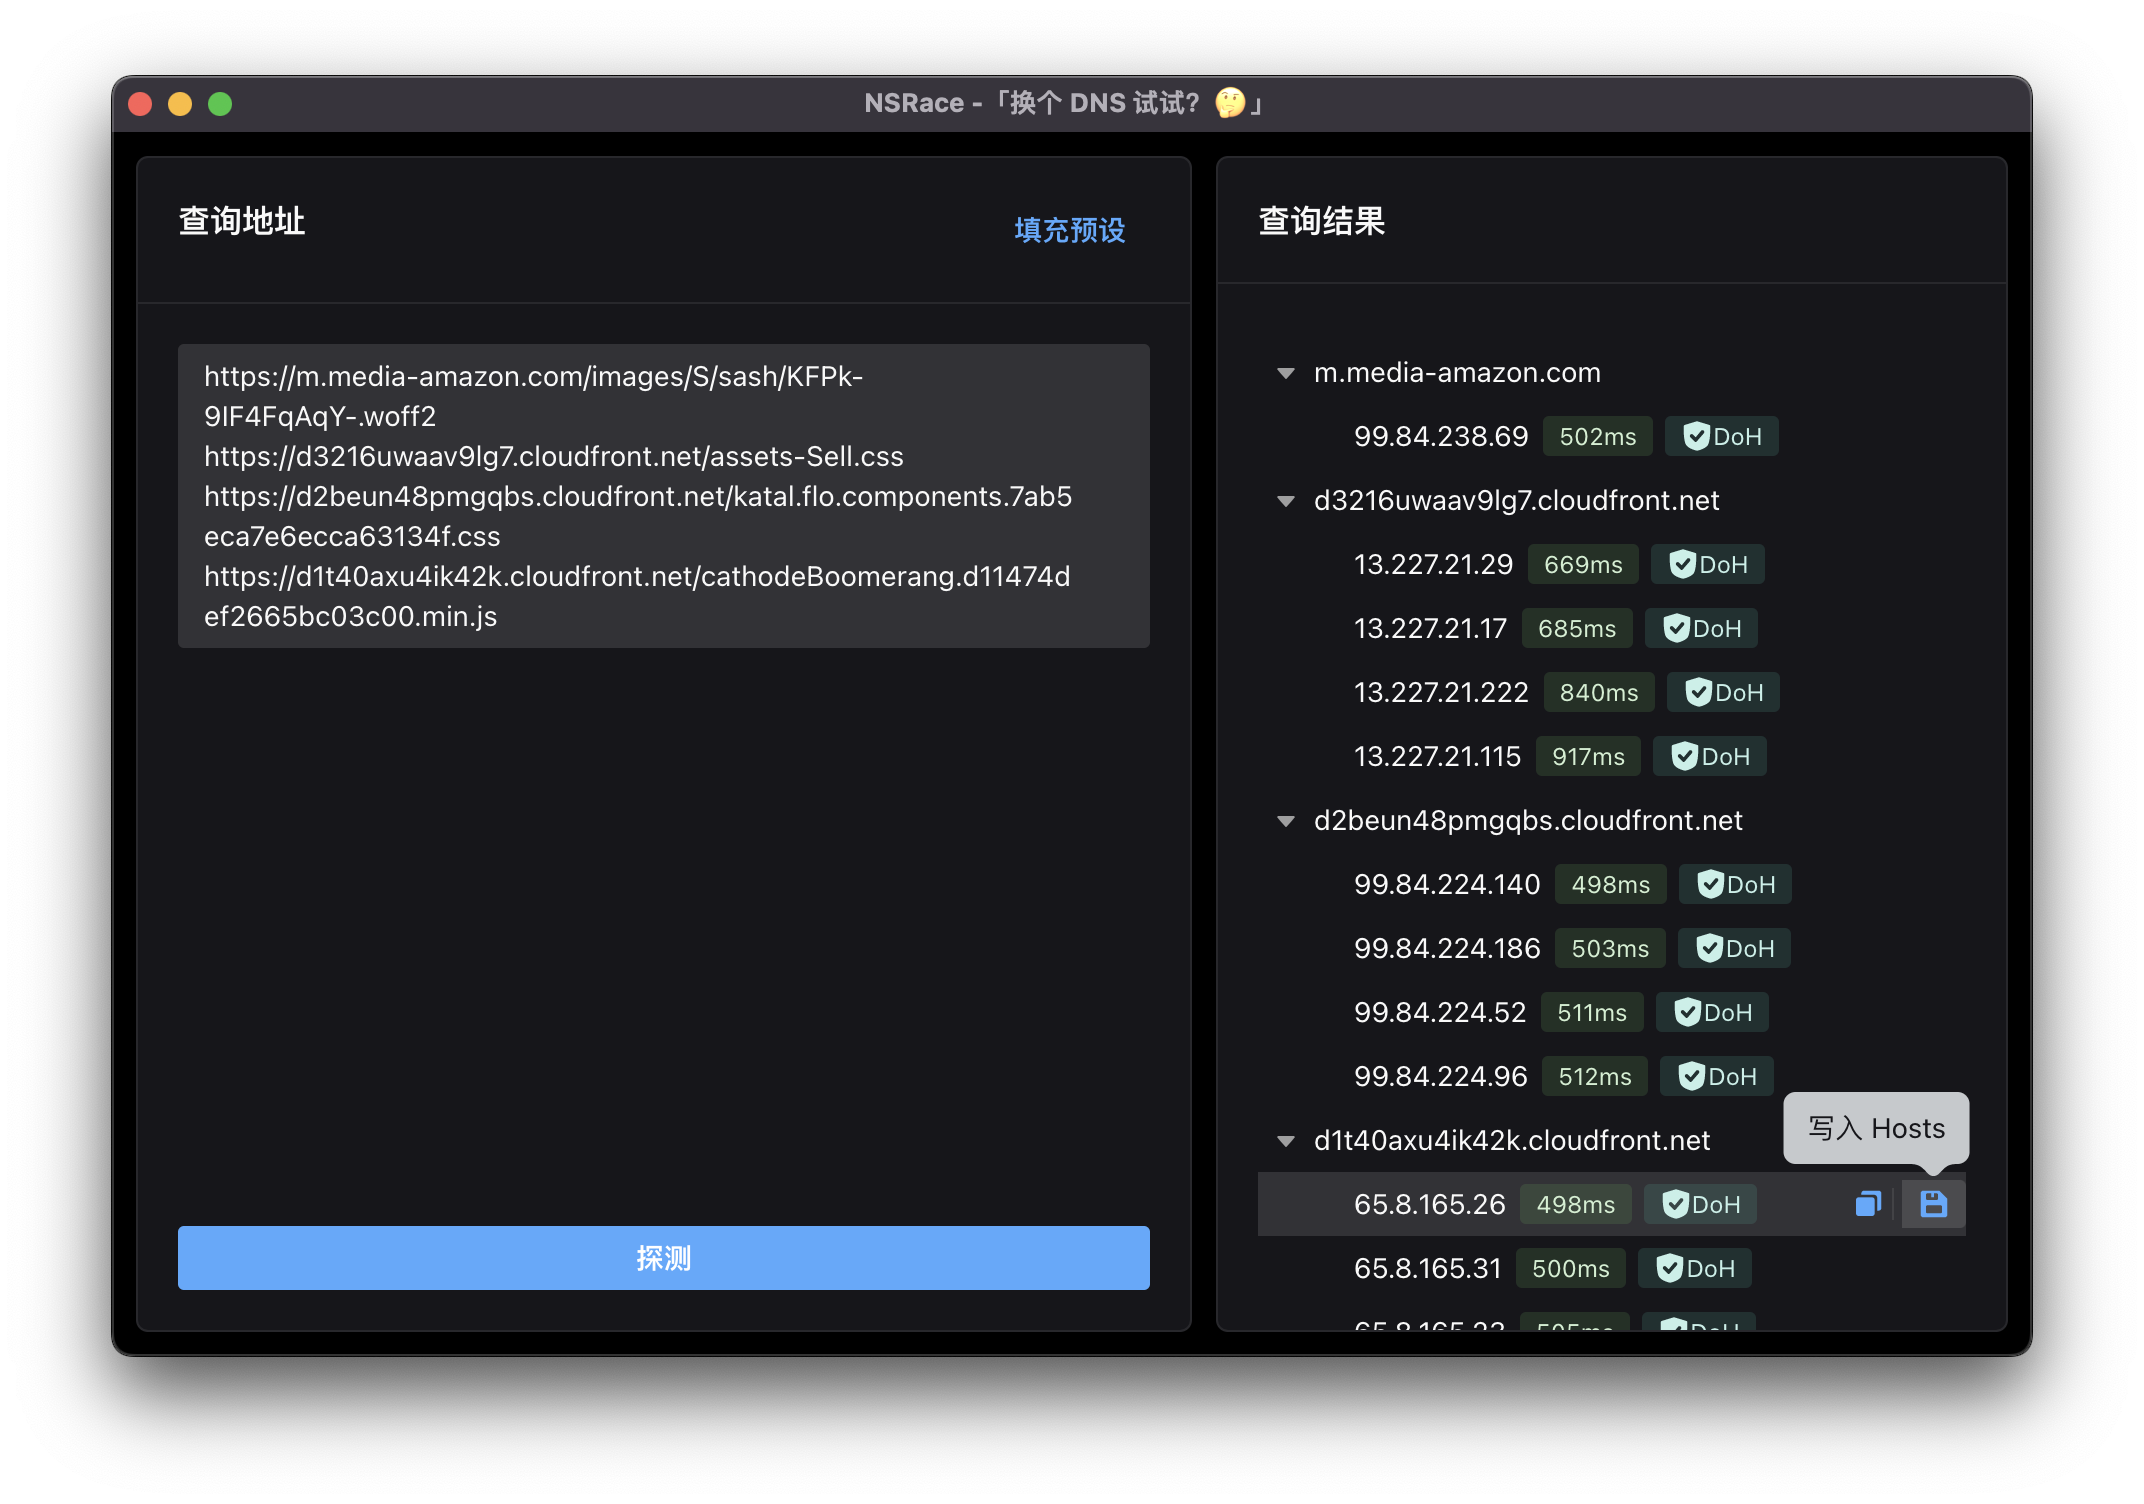 NSRace -「换个 DNS 试试？🤔」
查询地址
填充预设
https://m.media-amazon.com/images/S/sash/KFPk-
9IF4FqAqY-.woff2
https://d3216uwaav9lg7.cloudfront.net/assets-Sell.css
https://d2beun48pmgqbs.cloudfront.net/katal.flo.components.7ab5
eca7e6ecca63134f.css
https://d1t40axu4ik42k.cloudfront.net/cathodeBoomerang.d11474d
ef2665bc03c00.min.js
探测
查询结果
m.media-amazon.com
99.84.238.69 502ms DoH
d3216uwaav9lg7.cloudfront.net
13.227.21.29 669ms DoH
13.227.21.17 685ms DoH
13.227.21.222 840ms DoH
13.227.21.115 917ms DoH
d2beun48pmgqbs.cloudfront.net
99.84.224.140 498ms DoH
99.84.224.186 503ms DoH
99.84.224.52 511ms DoH
99.84.224.96 512ms DoH
d1t40axu4ik42k.cloudfront.net
写入 Hosts
65.8.165.26 498ms DoH
65.8.165.31 500ms DoH
505ms DoH